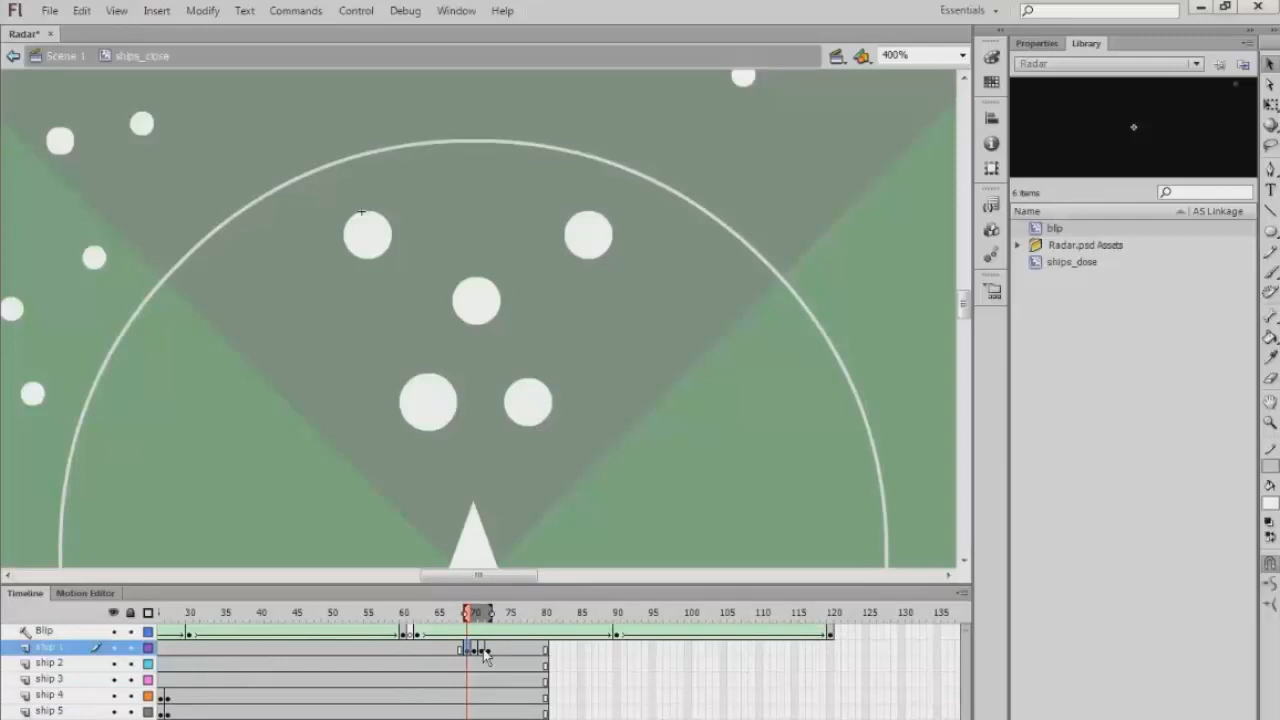 Fl File Edit View Insert Modify Text Commands Control Debug Window Help Essentials
Radar* ×
Scene 1 ships_close 400%
Properties Library
Radar
6 items
Name AS Linkage
blip
Radar.psd Assets
ships_close
Timeline Motion Editor
30 35 40 45 50 55 60 65 70 75 80 85 90 95 100 105 110 115 120 125 130 135
Blip
ship 1
ship 2
ship 3
ship 4
ship 5